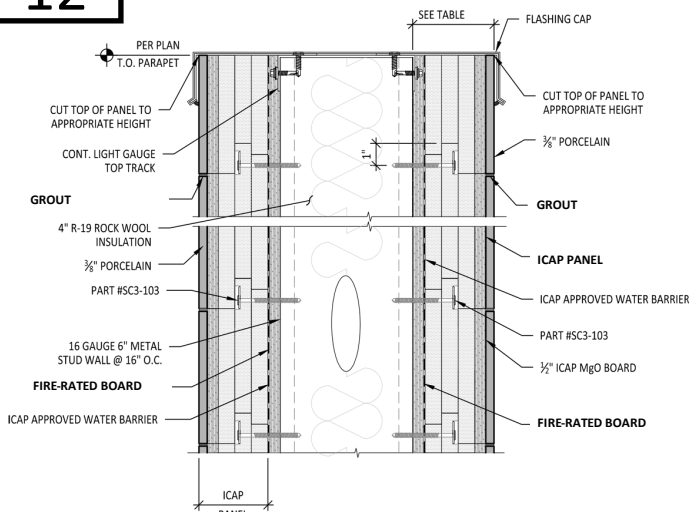 12
SEE TABLE
FLASHING CAP
PER PLAN
T.O. PARAPET
CUT TOP OF PANEL TO
APPROPRIATE HEIGHT
CONT. LIGHT GAUGE
TOP TRACK
GROUT
4" R-19 ROCK WOOL
INSULATION
⅜" PORCELAIN
PART #SC3-103
16 GAUGE 6" METAL
STUD WALL @ 16" O.C.
FIRE-RATED BOARD
ICAP APPROVED WATER BARRIER
ICAP
PANEL
1"
CUT TOP OF PANEL TO
APPROPRIATE HEIGHT
⅜" PORCELAIN
GROUT
ICAP PANEL
ICAP APPROVED WATER BARRIER
PART #SC3-103
½" ICAP MgO BOARD
FIRE-RATED BOARD